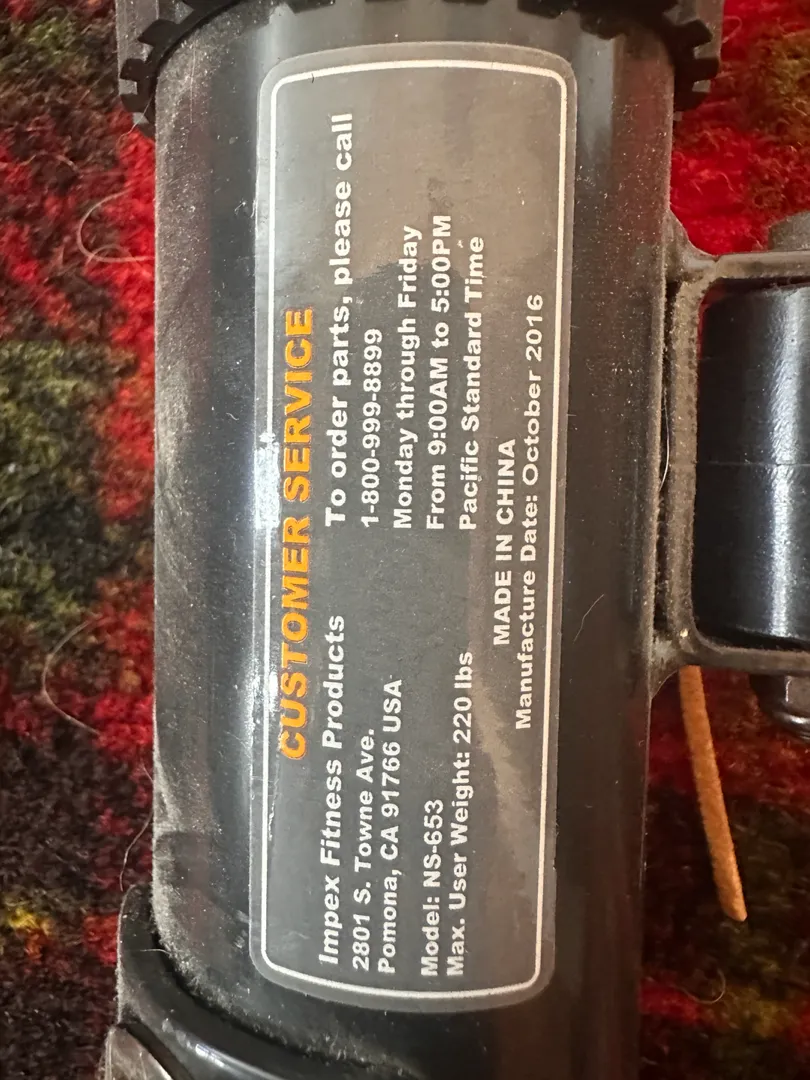 CUSTOMER SERVICE
Impex Fitness Products
2801 S. Towne Ave.
Pomona, CA 91766 USA
Model: NS-653
Max. User Weight: 220 lbs
To order parts, please call
1-800-999-8899
Monday through Friday
From 9:00AM to 5:00PM
Pacific Standard Time
MADE IN CHINA
Manufacture Date: October 2016